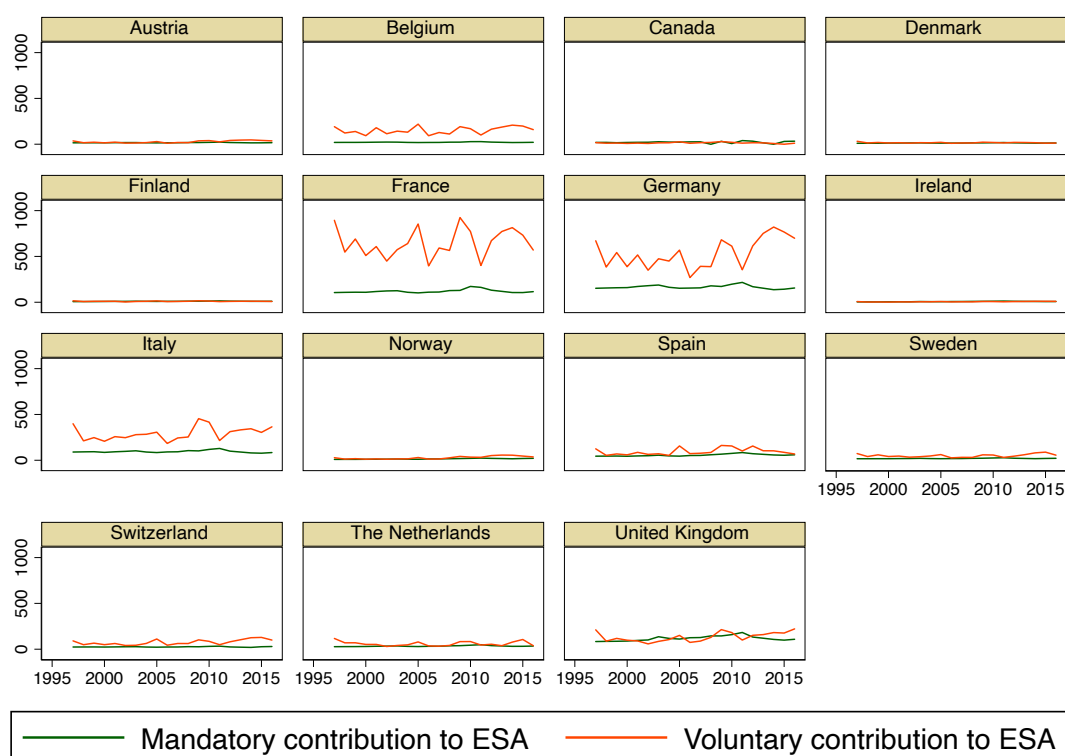 Austria Belgium Canada Denmark
1000
500
0
Finland France Germany Ireland
1000
500
0
Italy Norway Spain Sweden
1000
500
0
1995 2000 2005 2010 2015
Switzerland The Netherlands United Kingdom
1000
500
0
1995 2000 2005 2010 2015 1995 2000 2005 2010 2015 1995 2000 2005 2010 2015
Mandatory contribution to ESA Voluntary contribution to ESA